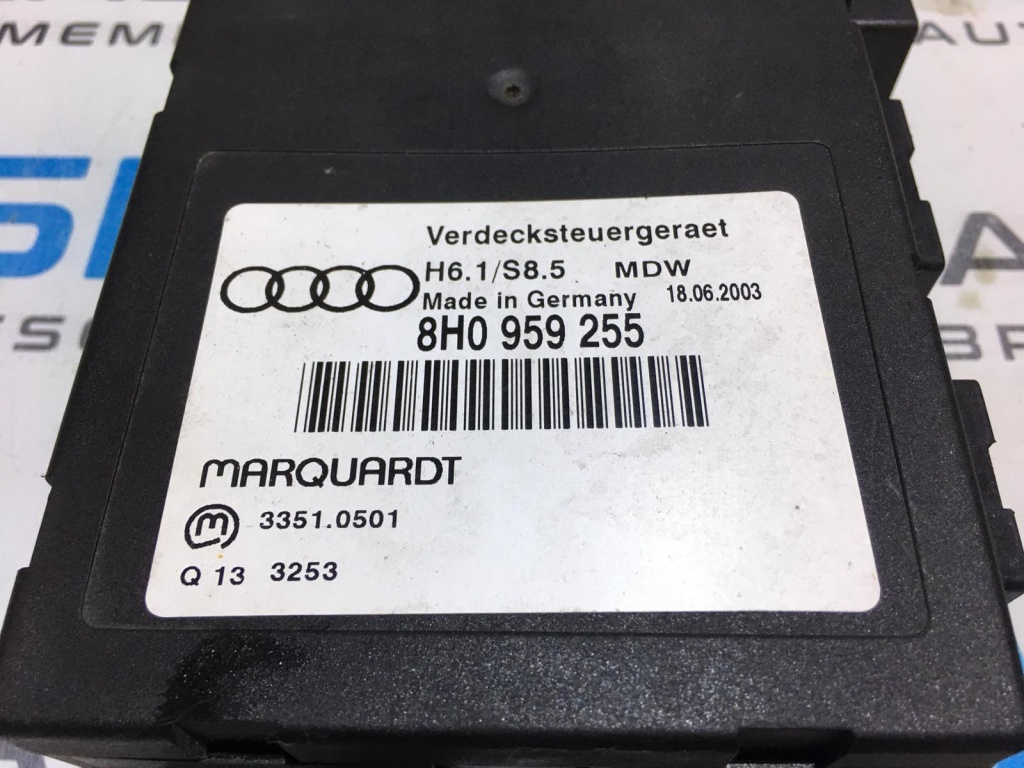 Verdecksteuergeraet
H6.1/S8.5 MDW
Made in Germany 18.06.2003
8H0 959 255
MARQUARDT
m 3351.0501
Q 13 3253